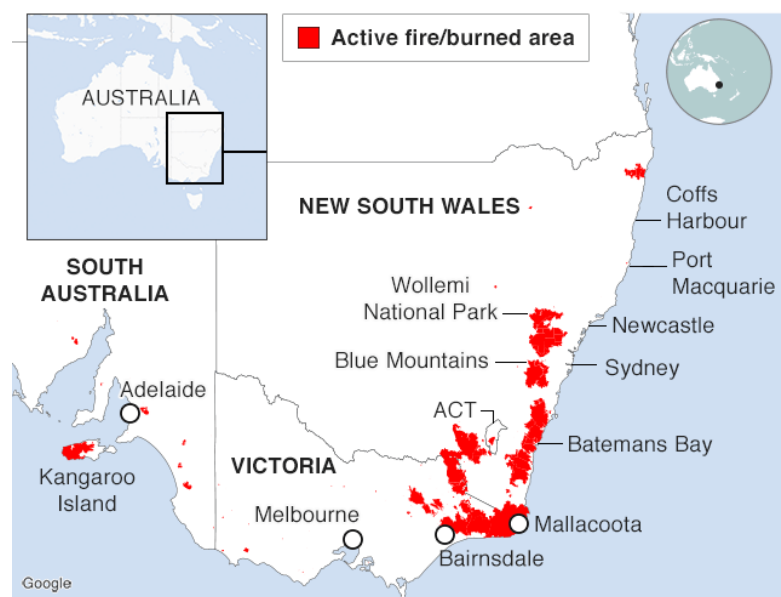 Active fire/burned area
AUSTRALIA
NEW SOUTH WALES
Coffs
Harbour
SOUTH
AUSTRALIA
Port
Macquarie
Wollemi
National Park
Newcastle
Blue Mountains
Sydney
Adelaide
ACT
Batemans Bay
Kangaroo
Island
VICTORIA
Melbourne
Mallacoota
Bairnsdale
Google